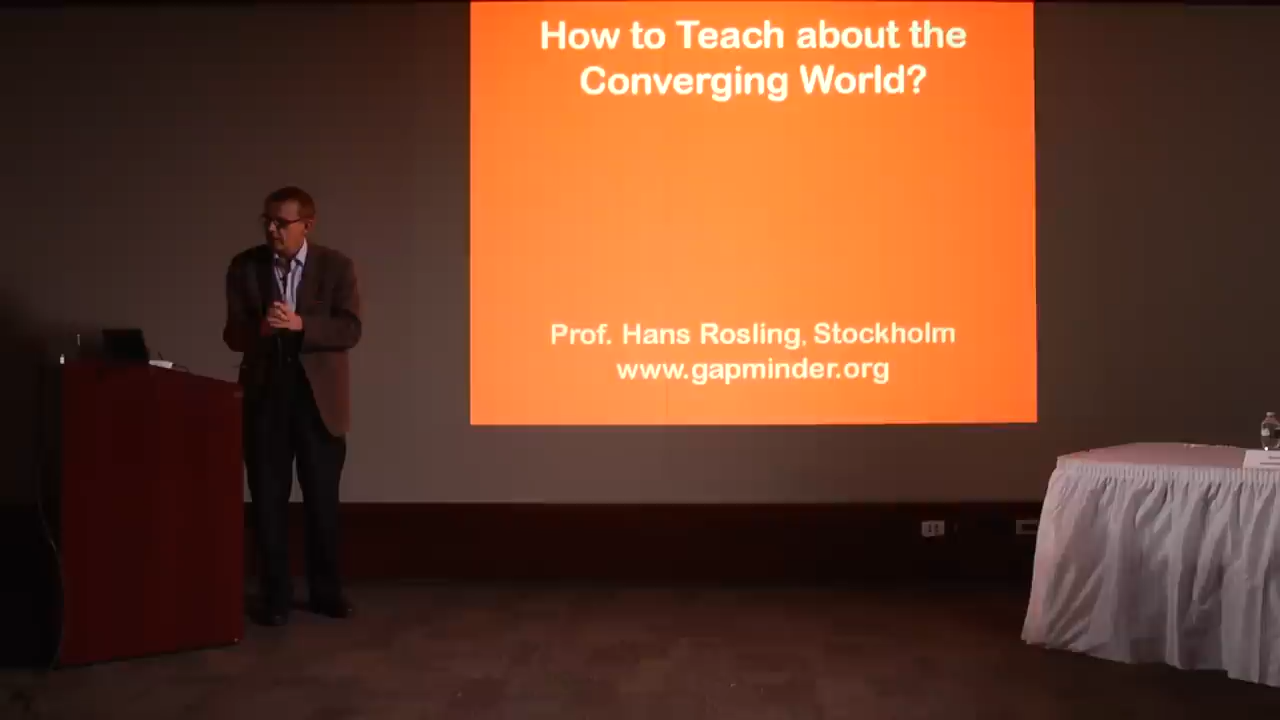 How to Teach about the
Converging World?
Prof. Hans Rosling, Stockholm
www.gapminder.org